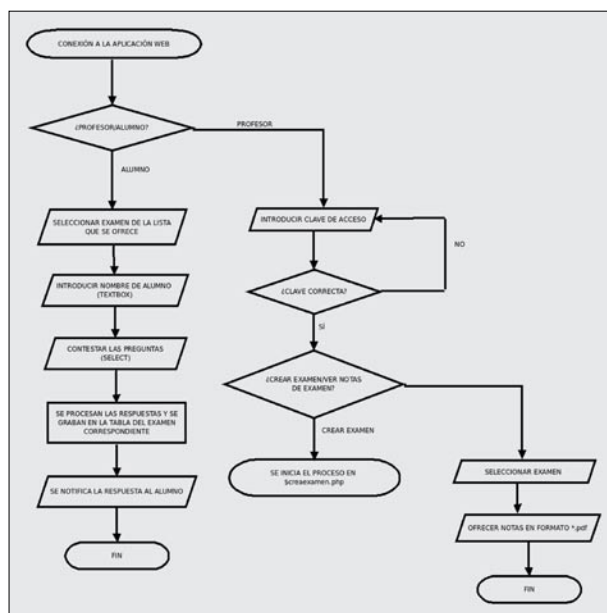 CONEXIÓN A LA APLICACIÓN WEB
¿PROFESOR/ALUMNO?
PROFESOR
ALUMNO
SELECCIONAR EXAMEN DE LA LISTA
QUE SE OFRECE
INTRODUCIR NOMBRE DE ALUMNO
(TEXTBOX)
CONTESTAR LAS PREGUNTAS
(SELECT)
SE PROCESAN LAS RESPUESTAS Y SE
GRABAN EN LA TABLA DEL EXAMEN
CORRESPONDIENTE
SE NOTIFICA LA RESPUESTA AL ALUMNO
FIN
INTRODUCIR CLAVE DE ACCESO
NO
¿CLAVE CORRECTA?
SÍ
¿CREAR EXAMEN/VER NOTAS
DE EXAMEN?
CREAR EXAMEN
SE INICIA EL PROCESO EN
$creaexamen.php
SELECCIONAR EXAMEN
OFRECER NOTAS EN FORMATO *.pdf
FIN